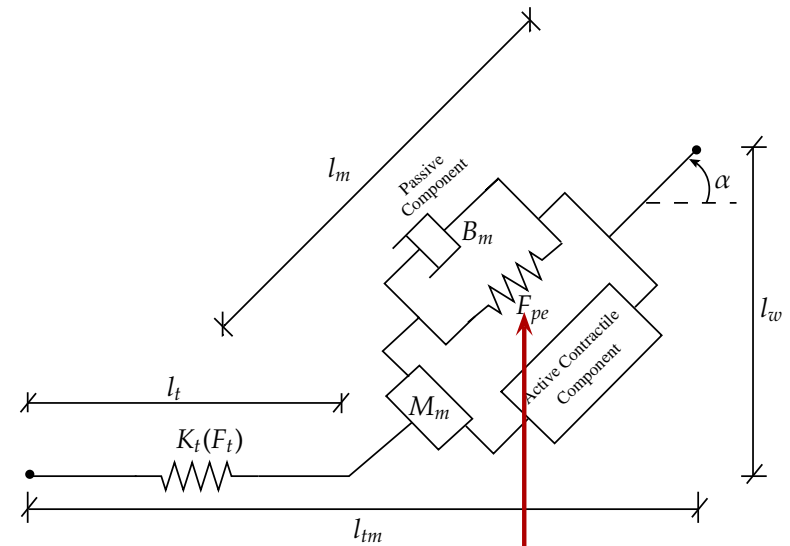 l_m
Passive
Component
B_m
α
F_pe
l_w
Active Contractile
Component
l_t
M_m
K_t(F_t)
l_tm